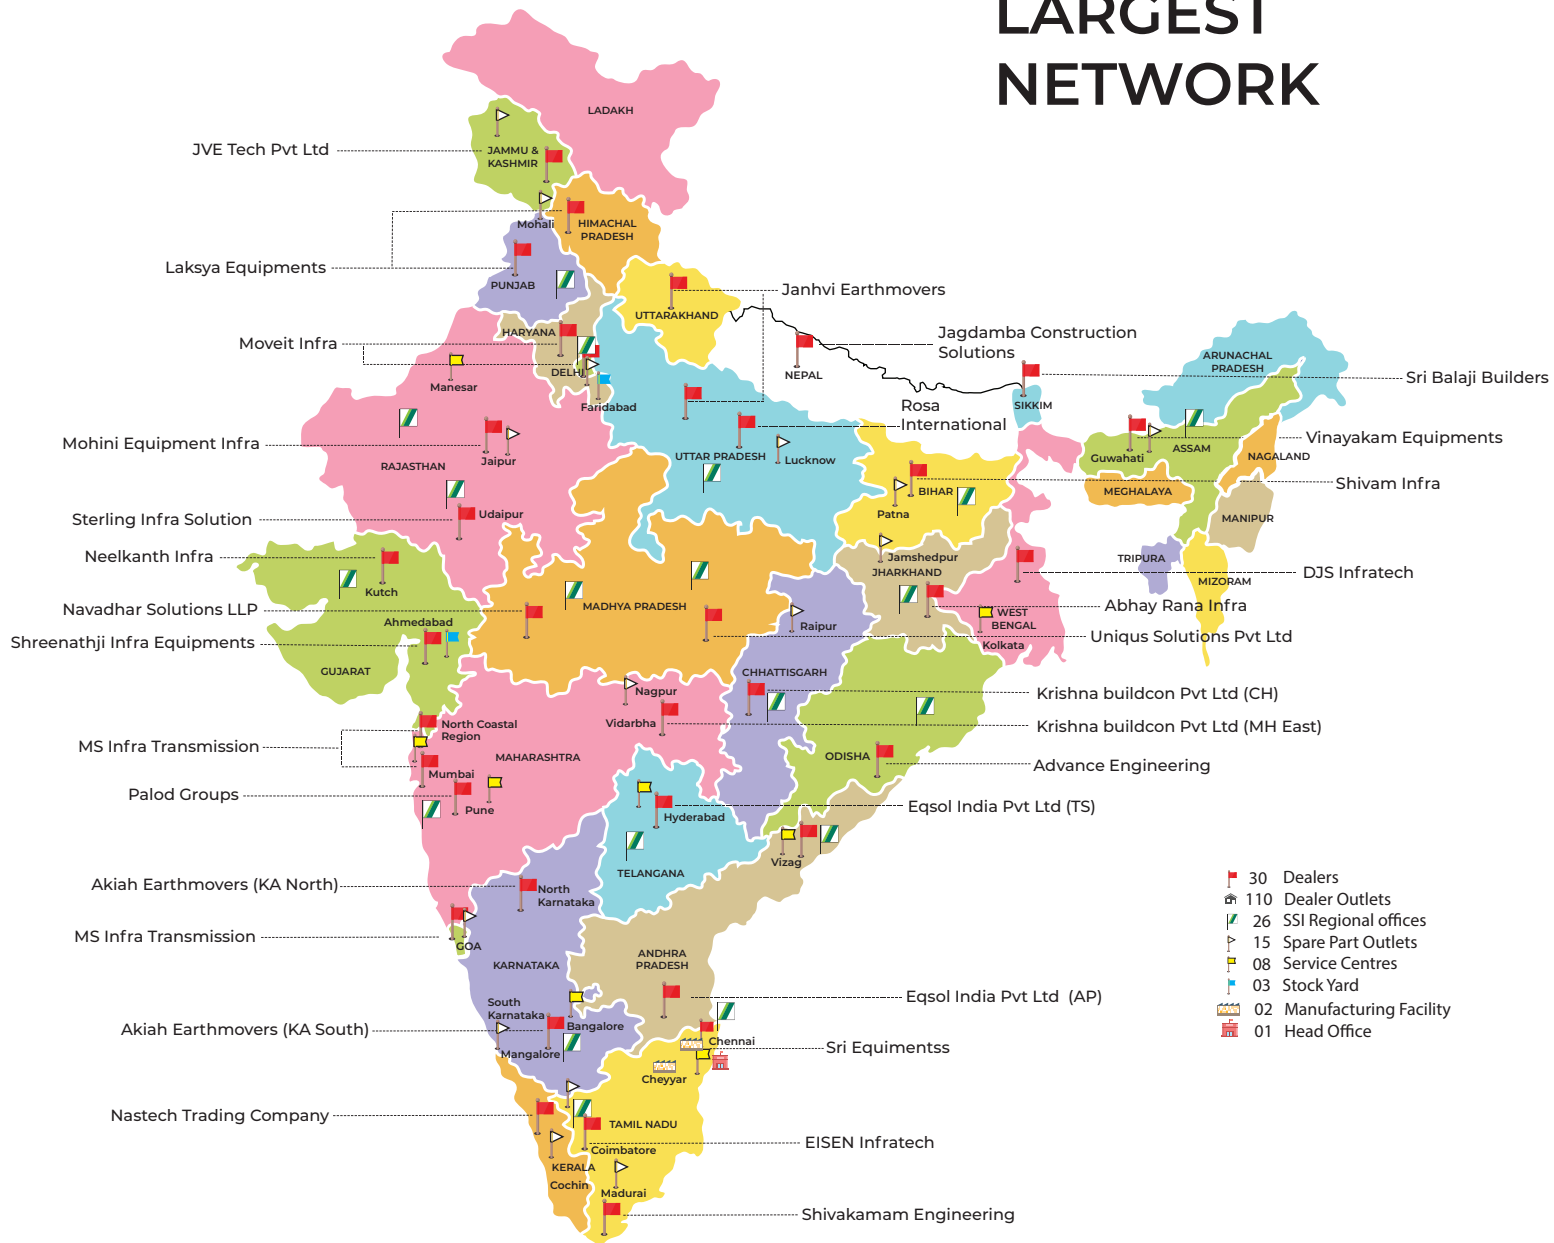 LARGEST
NETWORK
LADAKH
JAMMU &
KASHMIR
JVE Tech Pvt Ltd
Mohali
HIMACHAL
PRADESH
Laksya Equipments
PUNJAB
Janhvi Earthmovers
UTTARAKHAND
HARYANA
Moveit Infra
DELHI
Manesar
Faridabad
Jagdamba Construction
Solutions
NEPAL
ARUNACHAL
PRADESH
Sri Balaji Builders
SIKKIM
Rosa
International
Mohini Equipment Infra
Jaipur
RAJASTHAN
UTTAR PRADESH
Lucknow
Guwahati
ASSAM
Vinayakam Equipments
NAGALAND
BIHAR
Patna
MEGHALAYA
Shivam Infra
MANIPUR
Sterling Infra Solution
Udaipur
Neelkanth Infra
Kutch
Jamshedpur
JHARKHAND
TRIPURA
MIZORAM
DJS Infratech
Navadhar Solutions LLP
MADHYA PRADESH
Abhay Rana Infra
WEST
BENGAL
Kolkata
Ahmedabad
Shreenathji Infra Equipments
Raipur
Uniqus Solutions Pvt Ltd
GUJARAT
CHHATTISGARH
Nagpur
Krishna buildcon Pvt Ltd (CH)
Vidarbha
Krishna buildcon Pvt Ltd (MH East)
North Coastal
Region
MS Infra Transmission
MAHARASHTRA
ODISHA
Advance Engineering
Mumbai
Palod Groups
Pune
Eqsol India Pvt Ltd (TS)
Hyderabad
Vizag
TELANGANA
Akiah Earthmovers (KA North)
North
Karnataka
30 Dealers
110 Dealer Outlets
26 SSI Regional offices
15 Spare Part Outlets
08 Service Centres
03 Stock Yard
02 Manufacturing Facility
01 Head Office
MS Infra Transmission
GOA
KARNATAKA
ANDHRA
PRADESH
Eqsol India Pvt Ltd (AP)
South
Karnataka
Akiah Earthmovers (KA South)
Bangalore
Mangalore
Chennai
Sri Equimentss
Cheyyar
Nastech Trading Company
TAMIL NADU
Coimbatore
EISEN Infratech
KERALA
Cochin
Madurai
Shivakamam Engineering